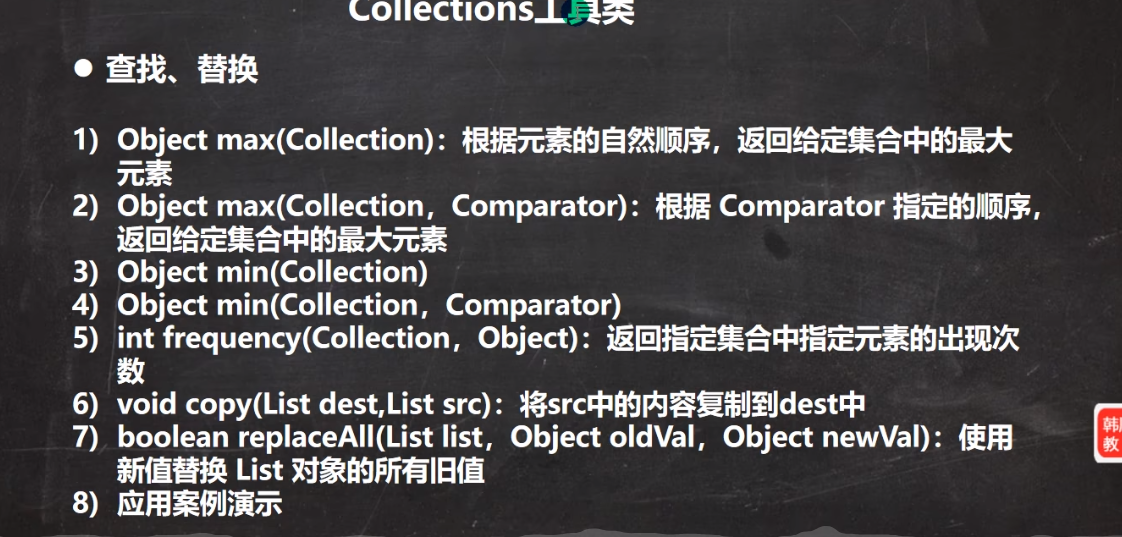 Collections工具类
● 查找、替换
1) Object max(Collection)：根据元素的自然顺序，返回给定集合中的最大
元素
2) Object max(Collection，Comparator)：根据 Comparator 指定的顺序，
返回给定集合中的最大元素
3) Object min(Collection)
4) Object min(Collection，Comparator)
5) int frequency(Collection，Object)：返回指定集合中指定元素的出现次
数
6) void copy(List dest,List src)：将src中的内容复制到dest中
7) boolean replaceAll(List list，Object oldVal，Object newVal)：使用
新值替换 List 对象的所有旧值
8) 应用案例演示
韩
教